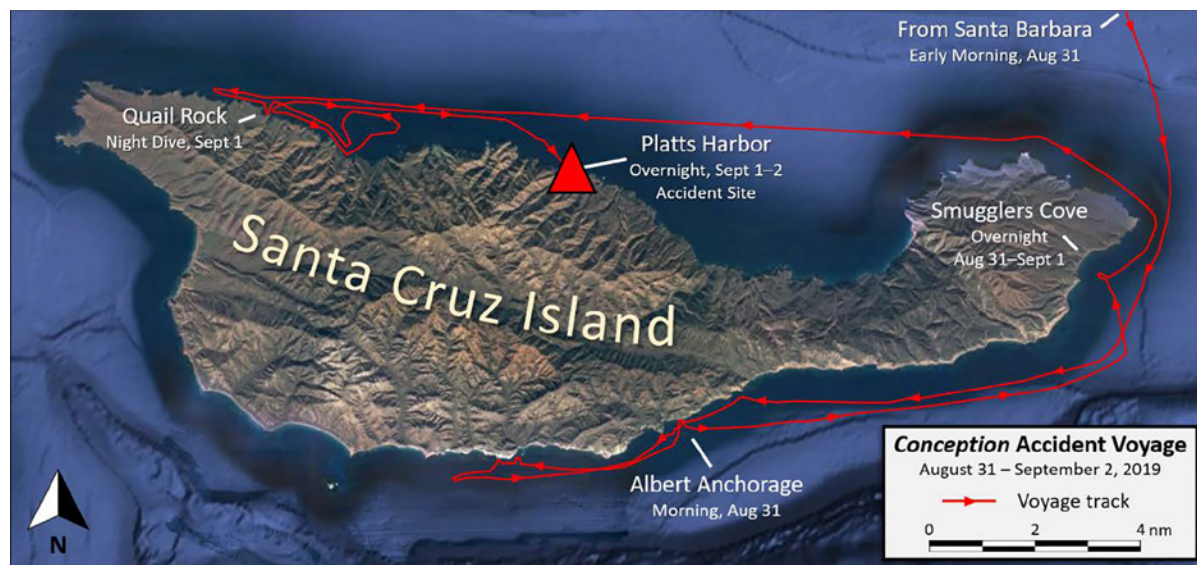 From Santa Barbara
Early Morning, Aug 31
Quail Rock
Night Dive, Sept 1
Platts Harbor
Overnight, Sept 1–2
Accident Site
Smugglers Cove
Overnight
Aug 31–Sept 1
Santa Cruz Island
Albert Anchorage
Morning, Aug 31
N
Conception Accident Voyage
August 31 – September 2, 2019
Voyage track
0 2 4 nm